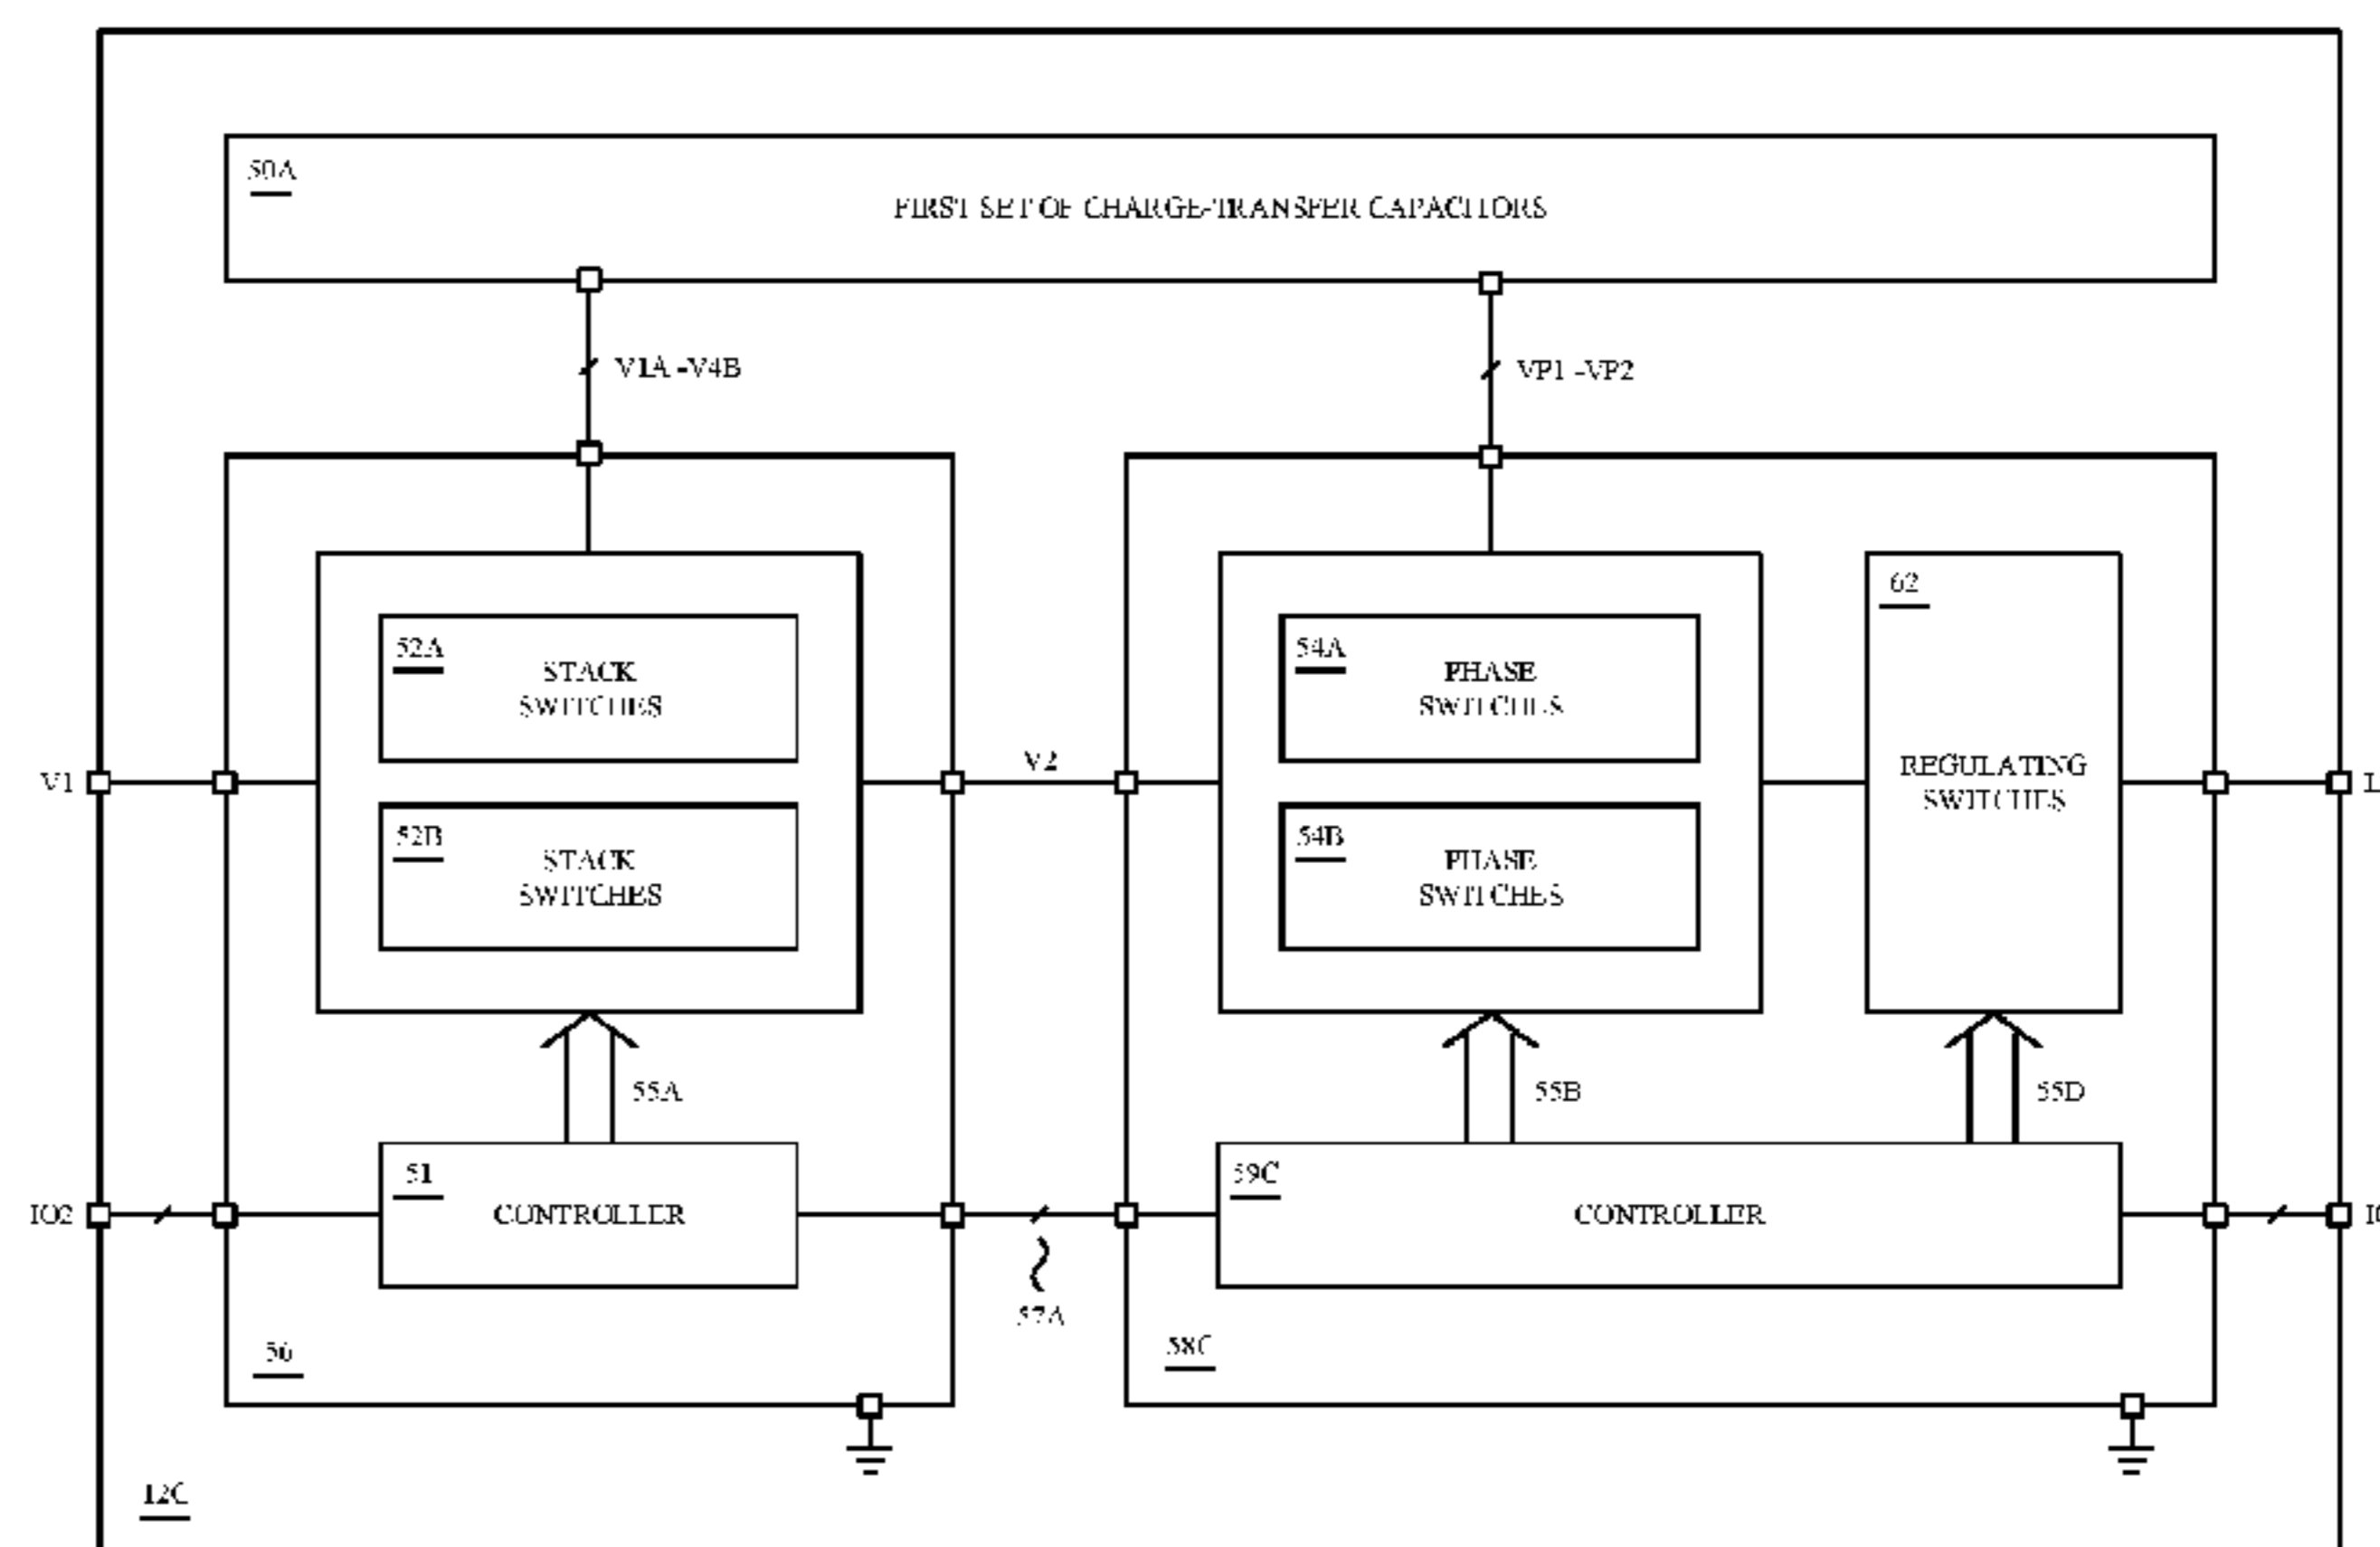 50A
FIRST SET OF CHARGE-TRANSFER CAPACITORS
V1A -V4B
VP1 -VP2
62
52A
STACK
SWITCHES
54A
PHASE
SWITCHES
REGULATING
SWITCHES
V1
V2
52B
STACK
SWITCHES
54B
PHASE
SWITCHES
55A
55B
55D
51
CONTROLLER
59C
CONTROLLER
IO2
57A
56
58C
12C